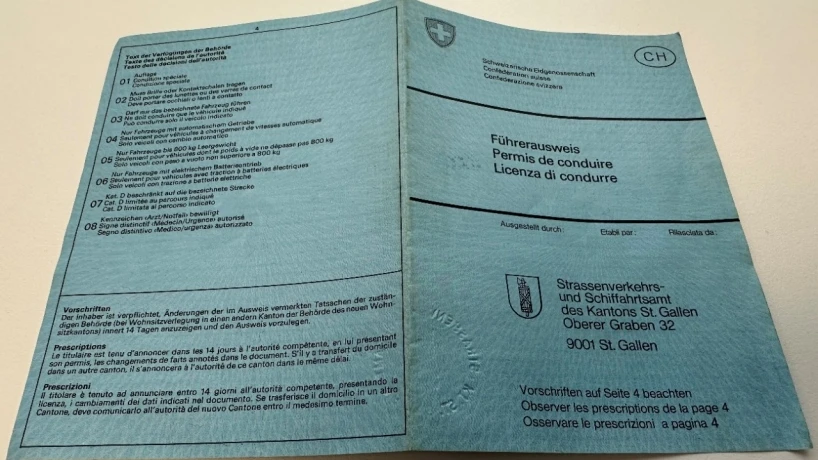 4
Text der Verfügungen der Behörde
Texte des décisions de l'autorité
Testo delle decisioni dell'autorità
01 Auflage
Condition spéciale
Condizione speciale
02 Muss Brille oder Kontaktschalen tragen
Doit porter des lunettes ou des verres de contact
Deve portare occhiali o lenti a contatto
03 Darf nur das bezeichnete Fahrzeug führen
Ne doit conduire que le véhicule indiqué
Può condurre solo il veicolo indicato
04 Nur Fahrzeuge mit automatischem Getriebe
Seulement pour véhicules à changement de vitesses automatique
Solo veicoli con cambio automatico
05 Nur Fahrzeuge bis 800 kg Leergewicht
Seulement pour véhicules dont le poids à vide ne dépasse pas 800 kg
Solo veicoli con peso a vuoto non superiore a 800 kg
06 Nur Fahrzeuge mit elektrischem Batterieantrieb
Seulement pour véhicules avec traction à batteries électriques
Solo veicoli con trazione a batterie elettriche
07 Kat. D beschränkt auf die bezeichnete Strecke
Cat. D limitée au parcours indiqué
Cat. D limitata al percorso indicato
08 Kennzeichen «Arzt/Notfall» bewilligt
Signe distinctif «Médecin/Urgence» autorisé
Segno distintivo «Medico/urgenza» autorizzato
Vorschriften
Der Inhaber ist verpflichtet, Änderungen der im Ausweis vermerkten Tatsachen der zustän-
digen Behörde (bei Wohnsitzverlegung in einen andern Kanton der Behörde des neuen Wohn-
sitzkantons) innert 14 Tagen anzuzeigen und den Ausweis vorzulegen.
Prescriptions
Le titulaire est tenu d'annoncer dans les 14 jours à l'autorité compétente, en lui présentant
son permis, les changements de faits annotés dans le document. S'il y a transfert du domicile
dans un autre canton, il s'annoncera à l'autorité de ce canton dans le même délai.
Prescrizioni
Il titolare è tenuto ad annunciare entro 14 giorni all'autorità competente, presentando la
licenza, i cambiamenti dei dati indicati nel documento. Se trasferisce il domicilio in un altro
Cantone, deve comunicarlo all'autorità del nuovo Cantone entro il medesimo termine.
CH
Schweizerische Eidgenossenschaft
Confédération suisse
Confederazione svizzera
Führerausweis
Permis de conduire
Licenza di condurre
Ausgestellt durch: Etabli par: Rilasciata da:
Strassenverkehrs-
und Schiffahrtsamt
des Kantons St. Gallen
Oberer Graben 32
9001 St. Gallen
Vorschriften auf Seite 4 beachten
Observer les prescriptions de la page 4
Osservare le prescrizioni a pagina 4